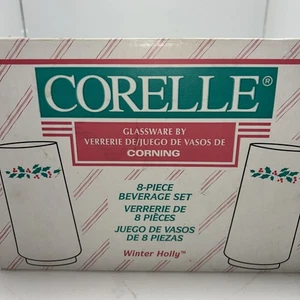 CORELLE®
GLASSWARE BY
VERRERIE DE/JUEGO DE VASOS DE
CORNING
8-PIECE
BEVERAGE SET
VERRERIE DE
8 PIÈCES
JUEGO DE VASOS
DE 8 PIEZAS
Winter Holly™